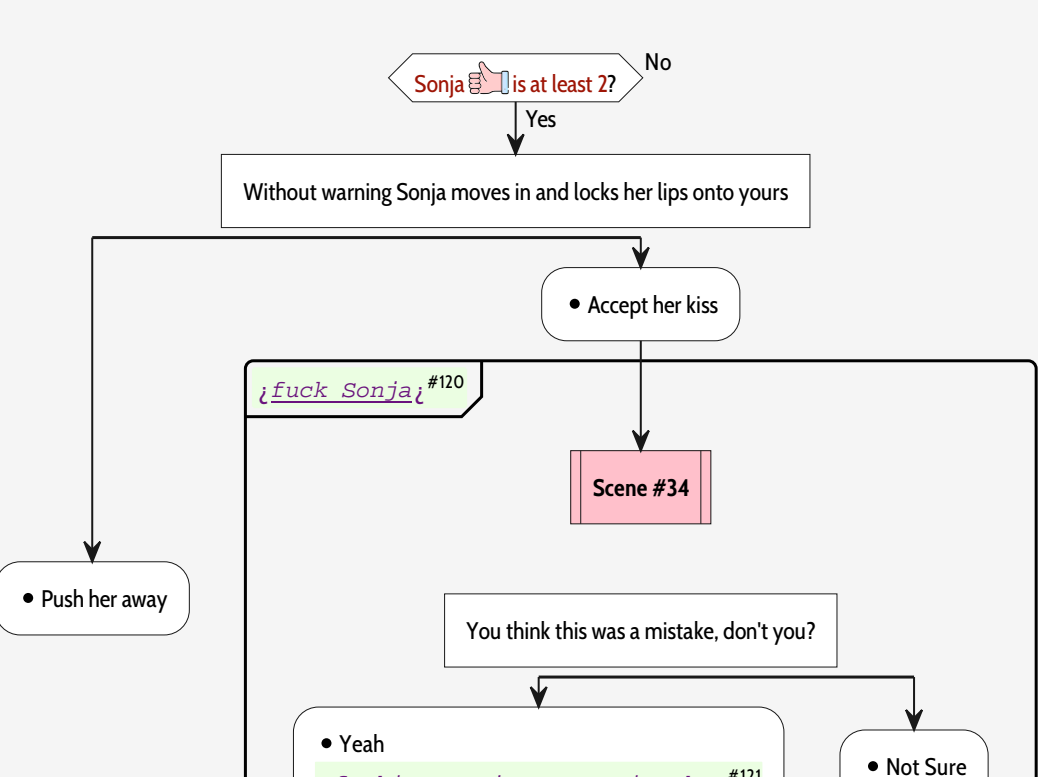 No
Sonja 👍 is at least 2?
Yes
Without warning Sonja moves in and locks her lips onto yours
• Accept her kiss
¿fuck Sonja¿#120
Scene #34
• Push her away
You think this was a mistake, don't you?
• Yeah
#121
• Not Sure